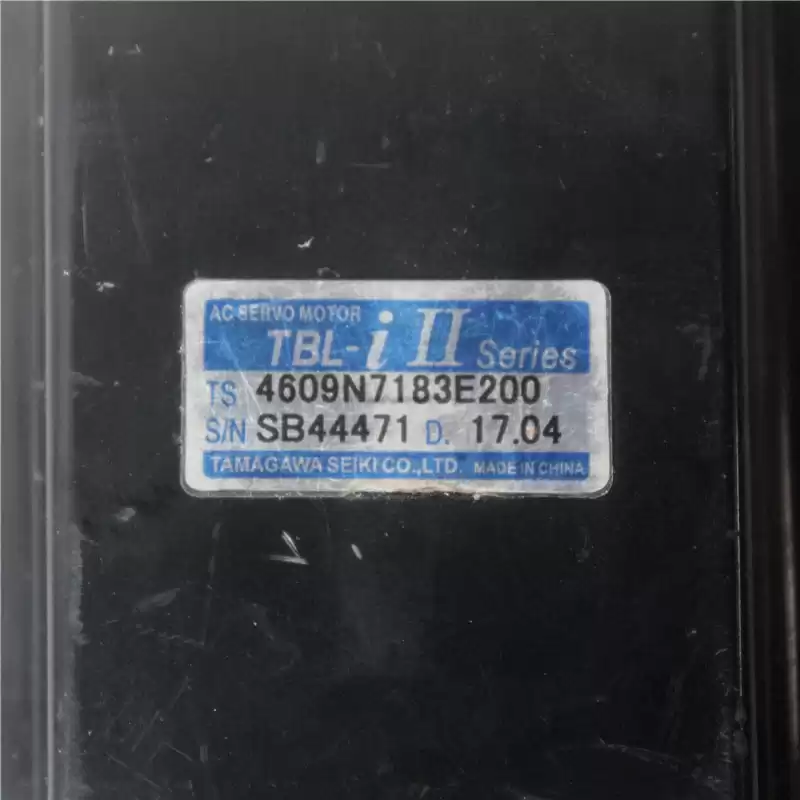 AC SERVO MOTOR
TBL-i II Series
TS 4609N7183E200
S/N SB44471 D. 17.04
TAMAGAWA SEIKI CO.,LTD. MADE IN CHINA